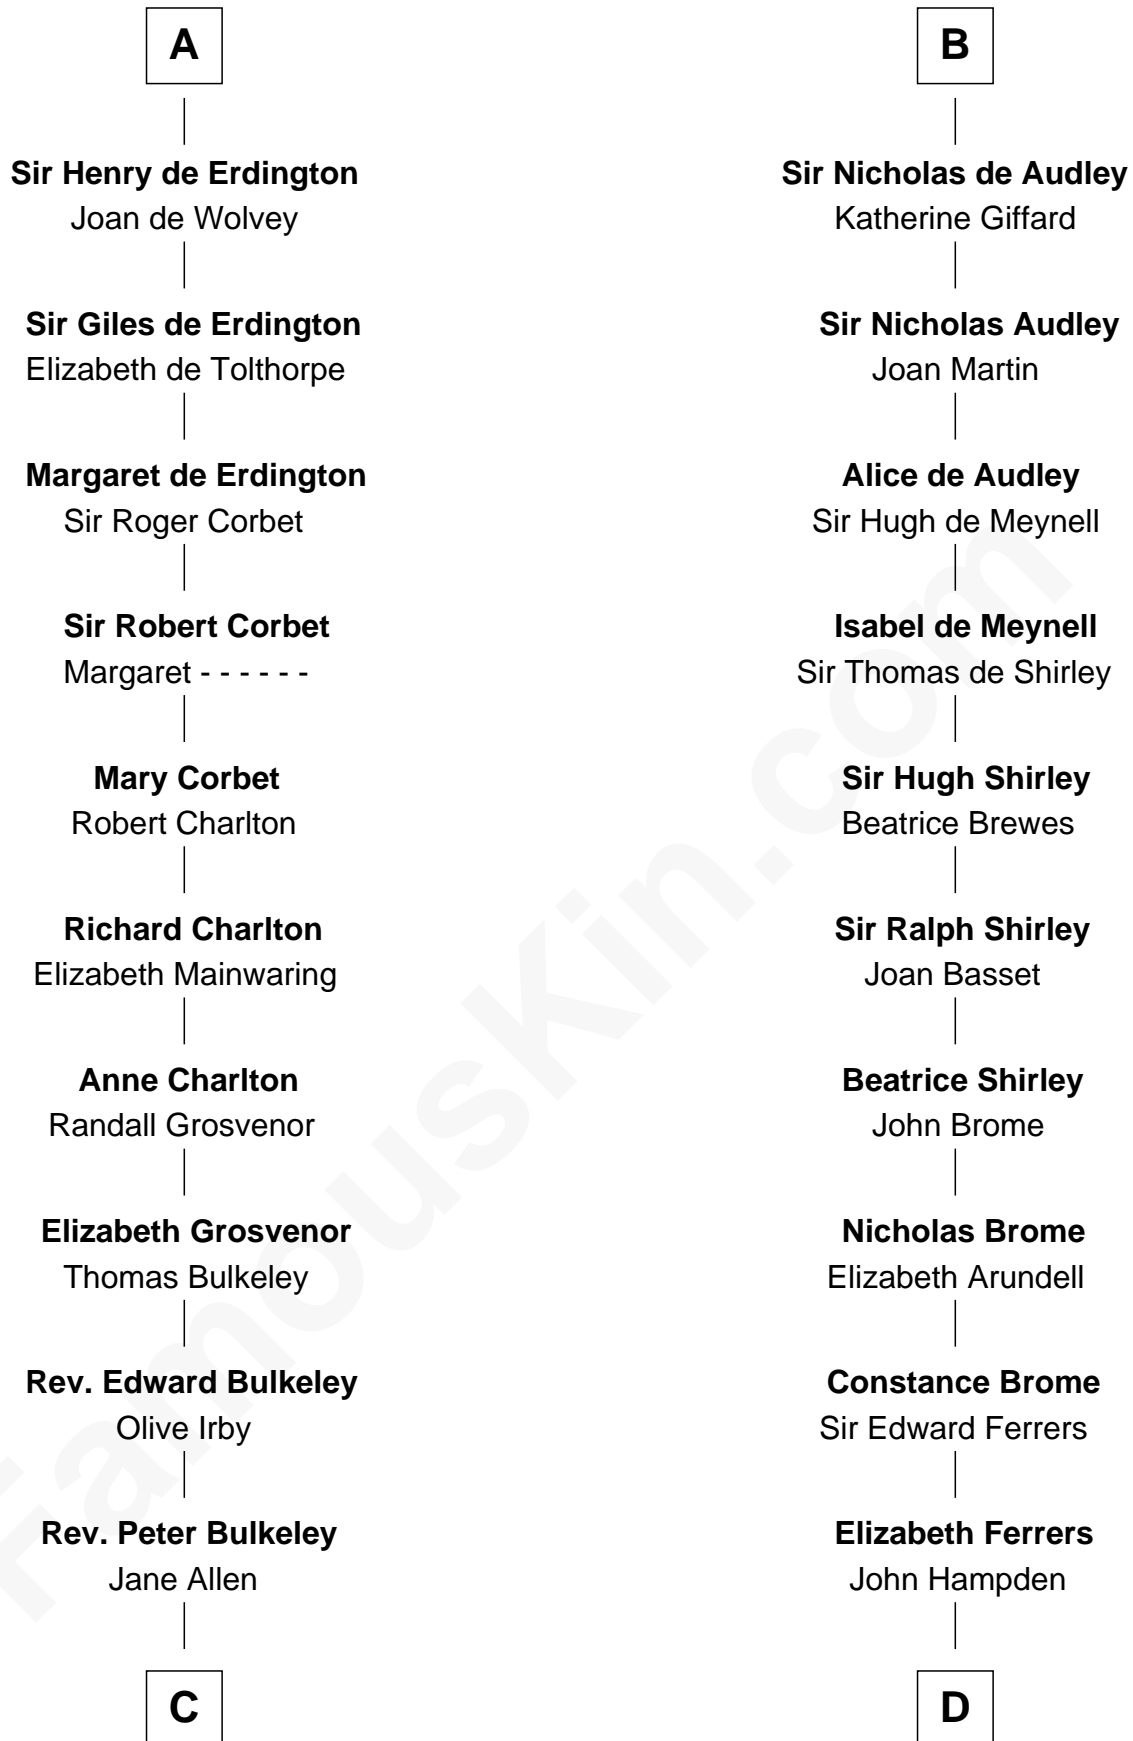 A
Sir Henry de Erdington
Joan de Wolvey
Sir Giles de Erdington
Elizabeth de Tolthorpe
Margaret de Erdington
Sir Roger Corbet
Sir Robert Corbet
Margaret - - - - - -
Mary Corbet
Robert Charlton
Richard Charlton
Elizabeth Mainwaring
Anne Charlton
Randall Grosvenor
Elizabeth Grosvenor
Thomas Bulkeley
Rev. Edward Bulkeley
Olive Irby
Rev. Peter Bulkeley
Jane Allen
C
B
Sir Nicholas de Audley
Katherine Giffard
Sir Nicholas Audley
Joan Martin
Alice de Audley
Sir Hugh de Meynell
Isabel de Meynell
Sir Thomas de Shirley
Sir Hugh Shirley
Beatrice Brewes
Sir Ralph Shirley
Joan Basset
Beatrice Shirley
John Brome
Nicholas Brome
Elizabeth Arundell
Constance Brome
Sir Edward Ferrers
Elizabeth Ferrers
John Hampden
D
FamousKin.com